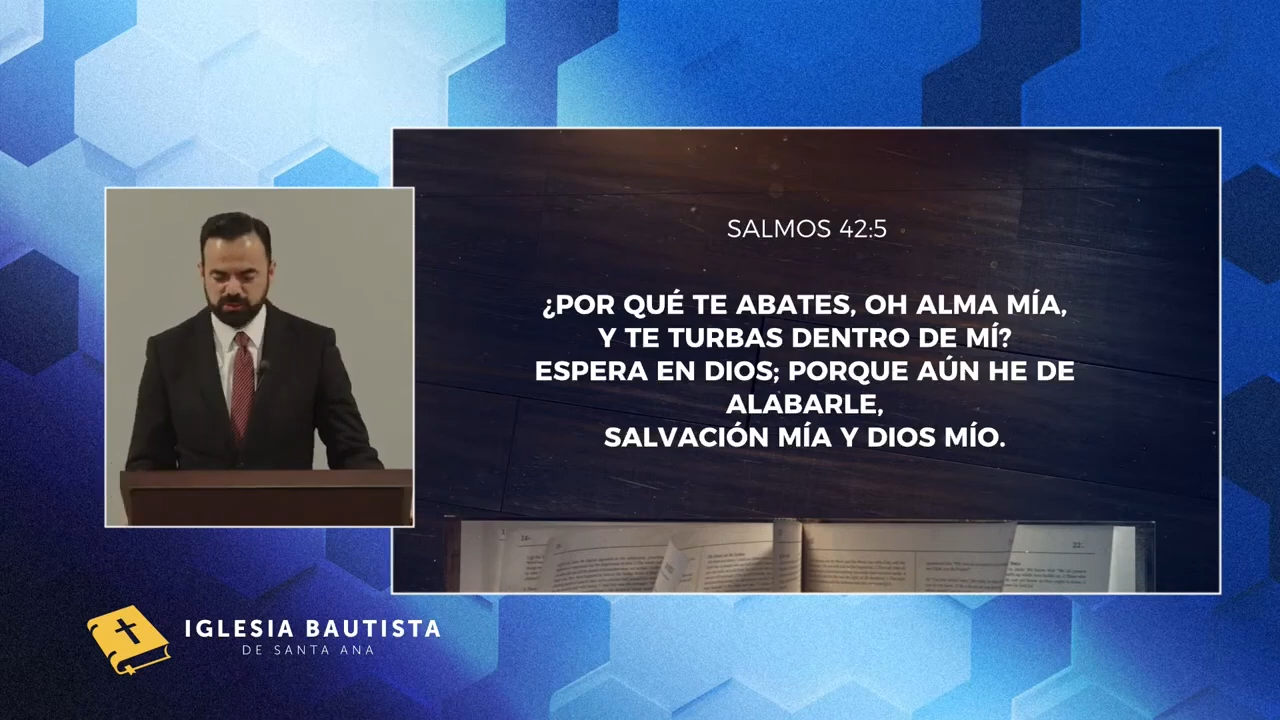 SALMOS 42:5
¿POR QUÉ TE ABATES, OH ALMA MÍA,
Y TE TURBAS DENTRO DE MÍ?
ESPERA EN DIOS; PORQUE AÚN HE DE
ALABARLE,
SALVACIÓN MÍA Y DIOS MÍO.
IGLESIA BAUTISTA
DE SANTA ANA